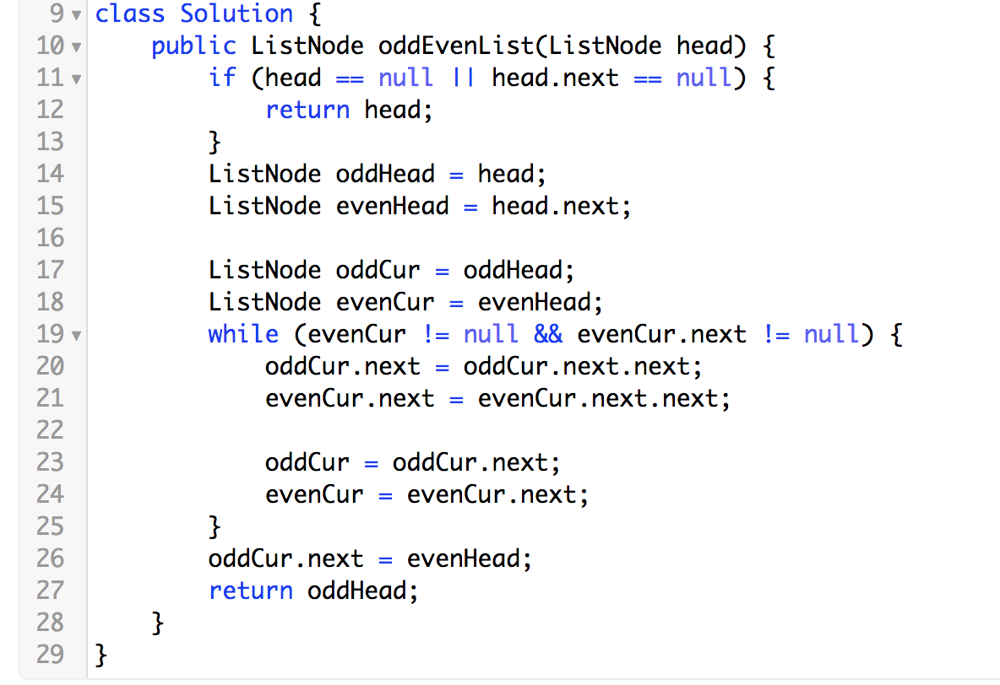 9 class Solution {
10     public ListNode oddEvenList(ListNode head) {
11         if (head == null || head.next == null) {
12             return head;
13         }
14         ListNode oddHead = head;
15         ListNode evenHead = head.next;
16
17         ListNode oddCur = oddHead;
18         ListNode evenCur = evenHead;
19         while (evenCur != null && evenCur.next != null) {
20             oddCur.next = oddCur.next.next;
21             evenCur.next = evenCur.next.next;
22
23             oddCur = oddCur.next;
24             evenCur = evenCur.next;
25         }
26         oddCur.next = evenHead;
27         return oddHead;
28     }
29 }